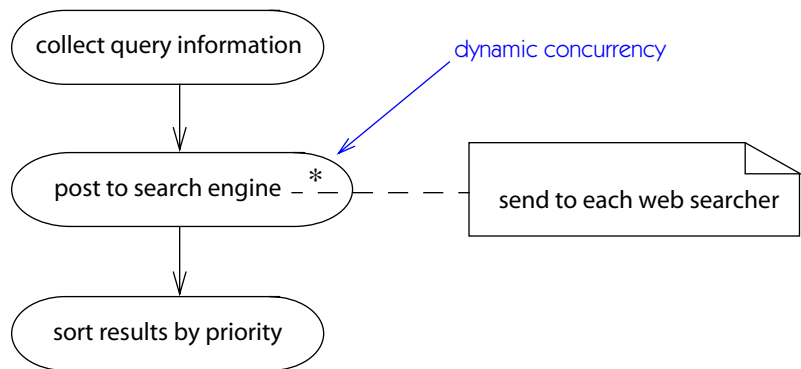 collect query information
dynamic concurrency
post to search engine *
send to each web searcher
sort results by priority